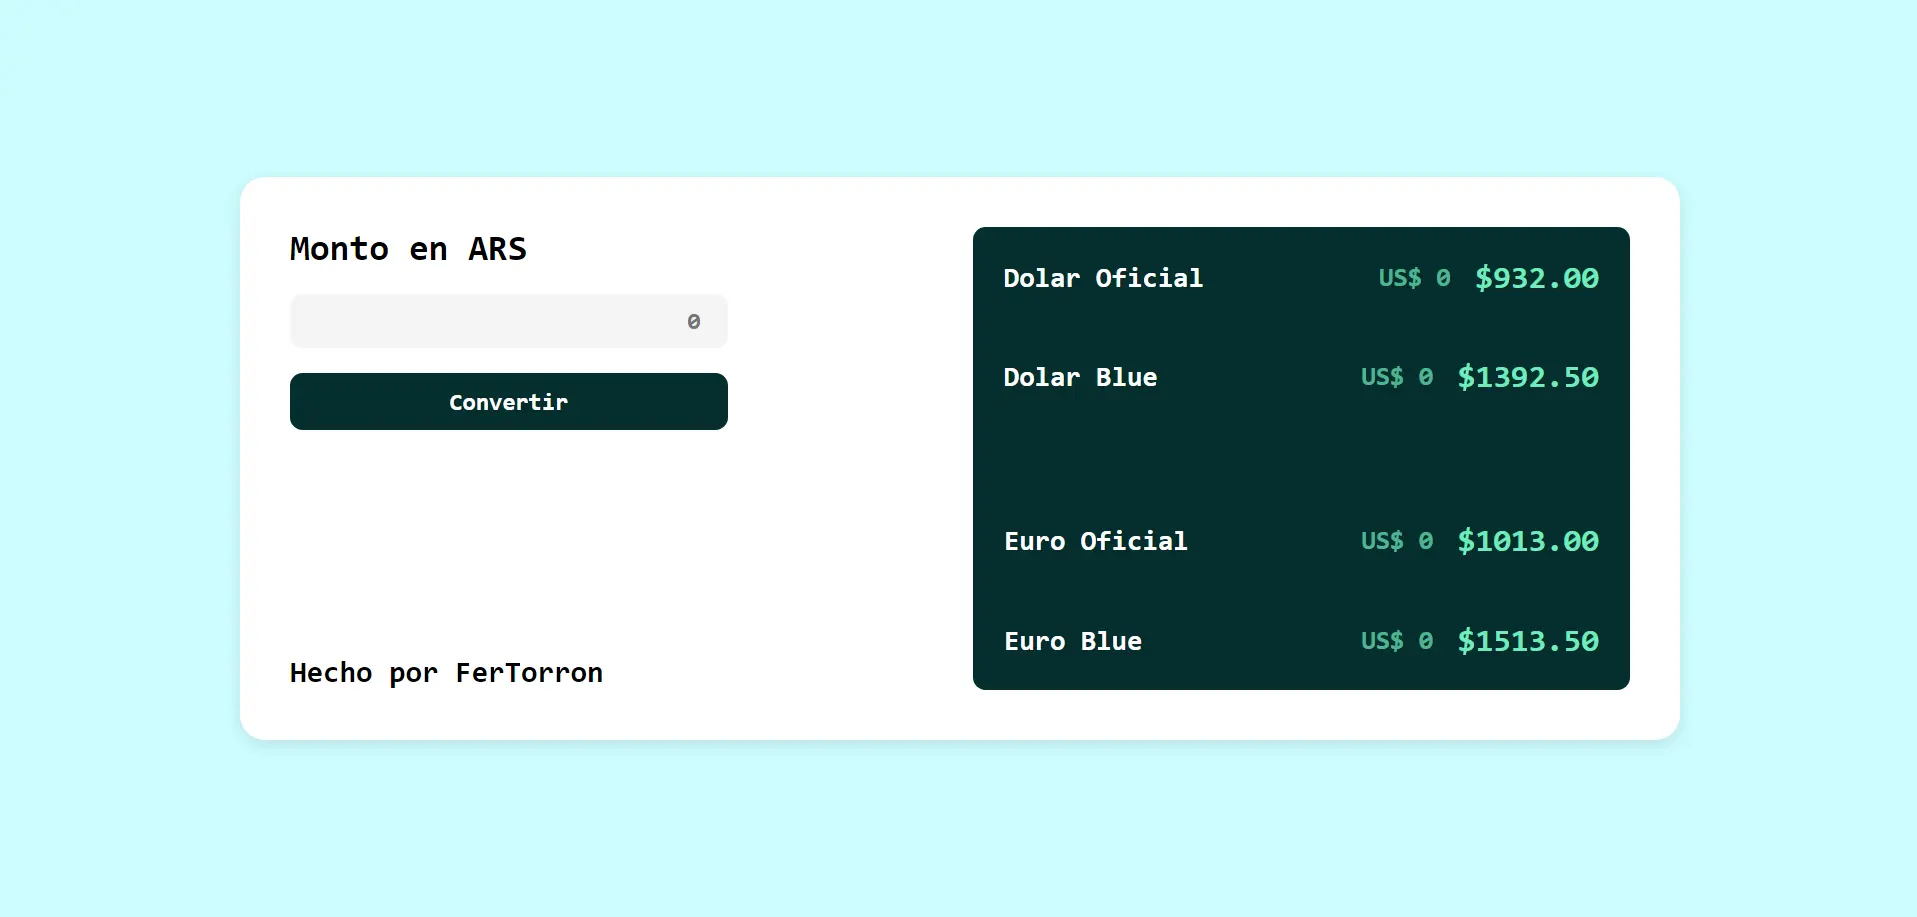 Monto en ARS
0
Convertir
Hecho por FerTorron
Dolar Oficial US$ 0 $932.00
Dolar Blue US$ 0 $1392.50
Euro Oficial US$ 0 $1013.00
Euro Blue US$ 0 $1513.50